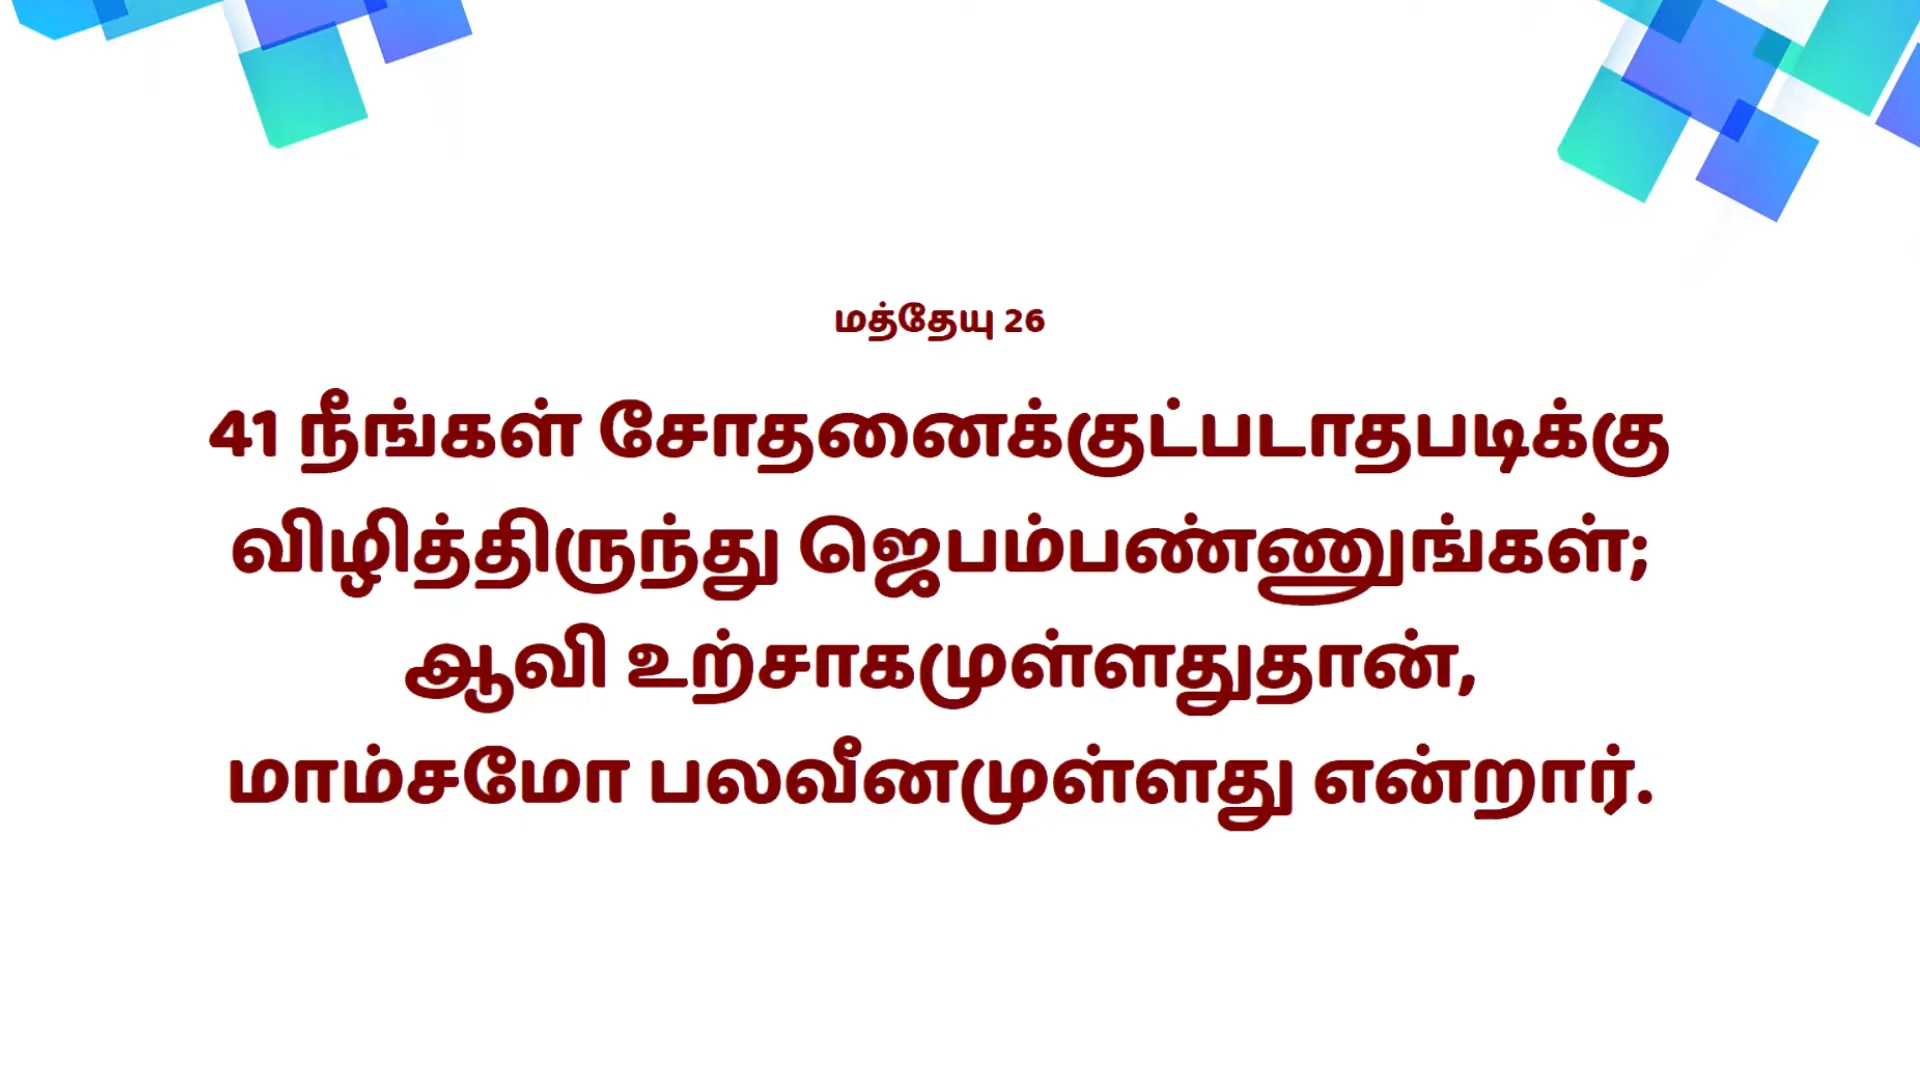 மத்தேயு 26
41 நீங்கள் சோதனைக்குட்படாதபடிக்கு
விழித்திருந்து ஜெபம்பண்ணுங்கள்;
ஆவி உற்சாகமுள்ளதுதான்,
மாம்சமோ பலவீனமுள்ளது என்றார்.